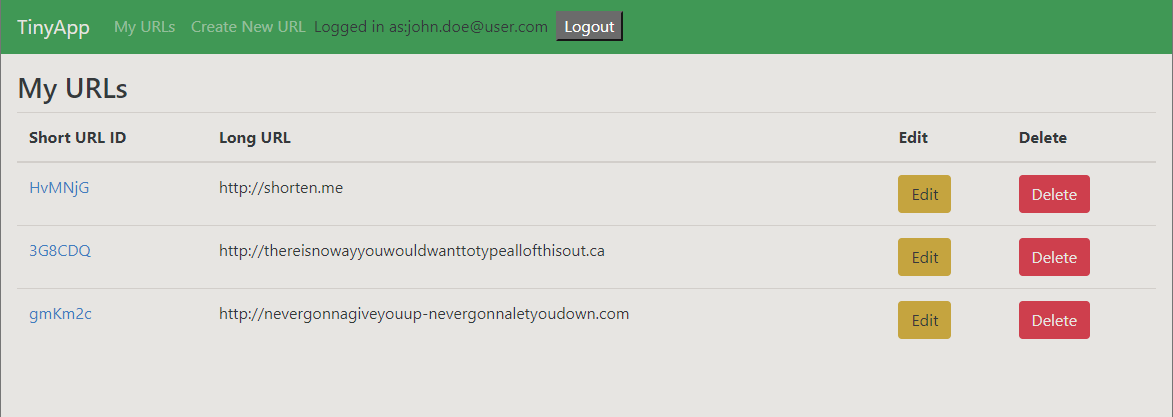 TinyApp My URLs Create New URL Logged in asjohn.doe@user.com Logout
My URLs
Short URL ID Long URL Edit Delete
HvMNjG http://shorten.me Edit Delete
3G8CDQ http://thereisnowayyouwouldwanttotypeallofthisout.ca Edit Delete
gmKm2c http://nevergonnagiveyouup-nevergonnaletyoudown.com Edit Delete